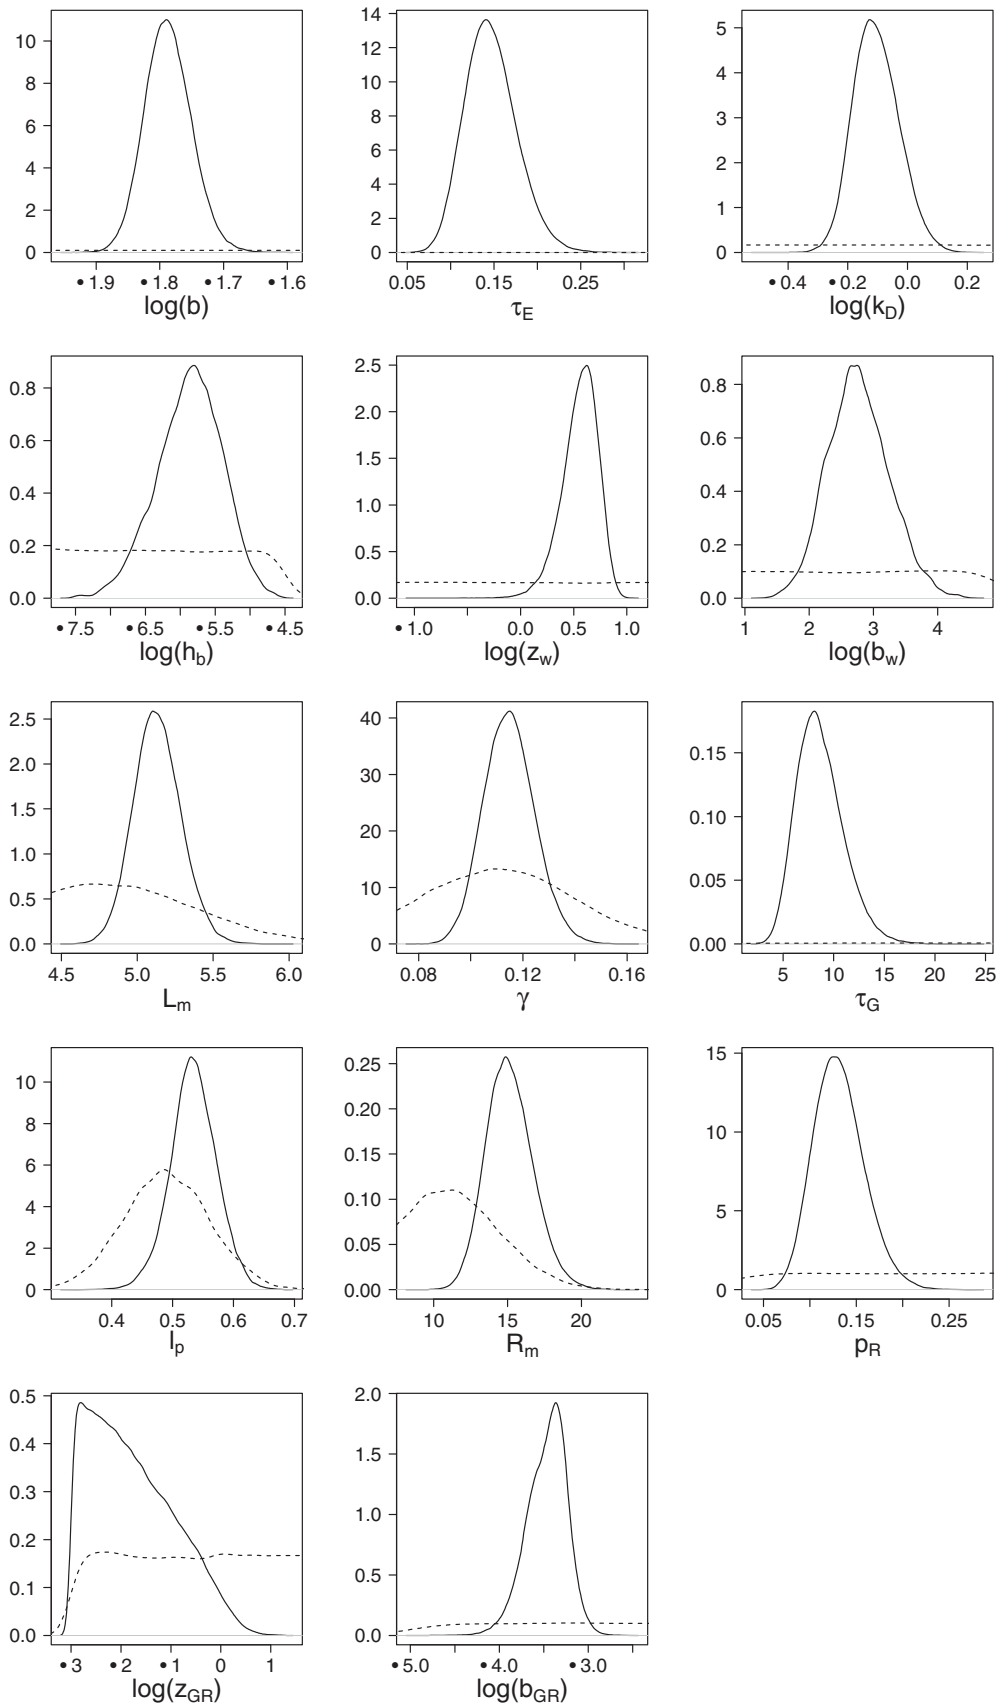 10
8
6
4
2
0
•1.9 •1.8 •1.7 •1.6
log(b)
14
12
10
8
6
4
2
0
0.05 0.15 0.25
τE
5
4
3
2
1
0
•0.4 •0.2 0.0 0.2
log(kD)
0.8
0.6
0.4
0.2
0.0
•7.5 •6.5 •5.5 •4.5
log(hb)
2.5
2.0
1.5
1.0
0.5
0.0
•1.0 0.0 0.5 1.0
log(zw)
0.8
0.6
0.4
0.2
0.0
1 2 3 4
log(bw)
2.5
2.0
1.5
1.0
0.5
0.0
4.5 5.0 5.5 6.0
Lm
40
30
20
10
0
0.08 0.12 0.16
γ
0.15
0.10
0.05
0.00
5 10 15 20 25
τG
10
8
6
4
2
0
0.4 0.5 0.6 0.7
lp
0.25
0.20
0.15
0.10
0.05
0.00
10 15 20
Rm
15
10
5
0
0.05 0.15 0.25
pR
0.5
0.4
0.3
0.2
0.1
0.0
•3 •2 •1 0 1
log(zGR)
2.0
1.5
1.0
0.5
0.0
•5.0 •4.0 •3.0
log(bGR)